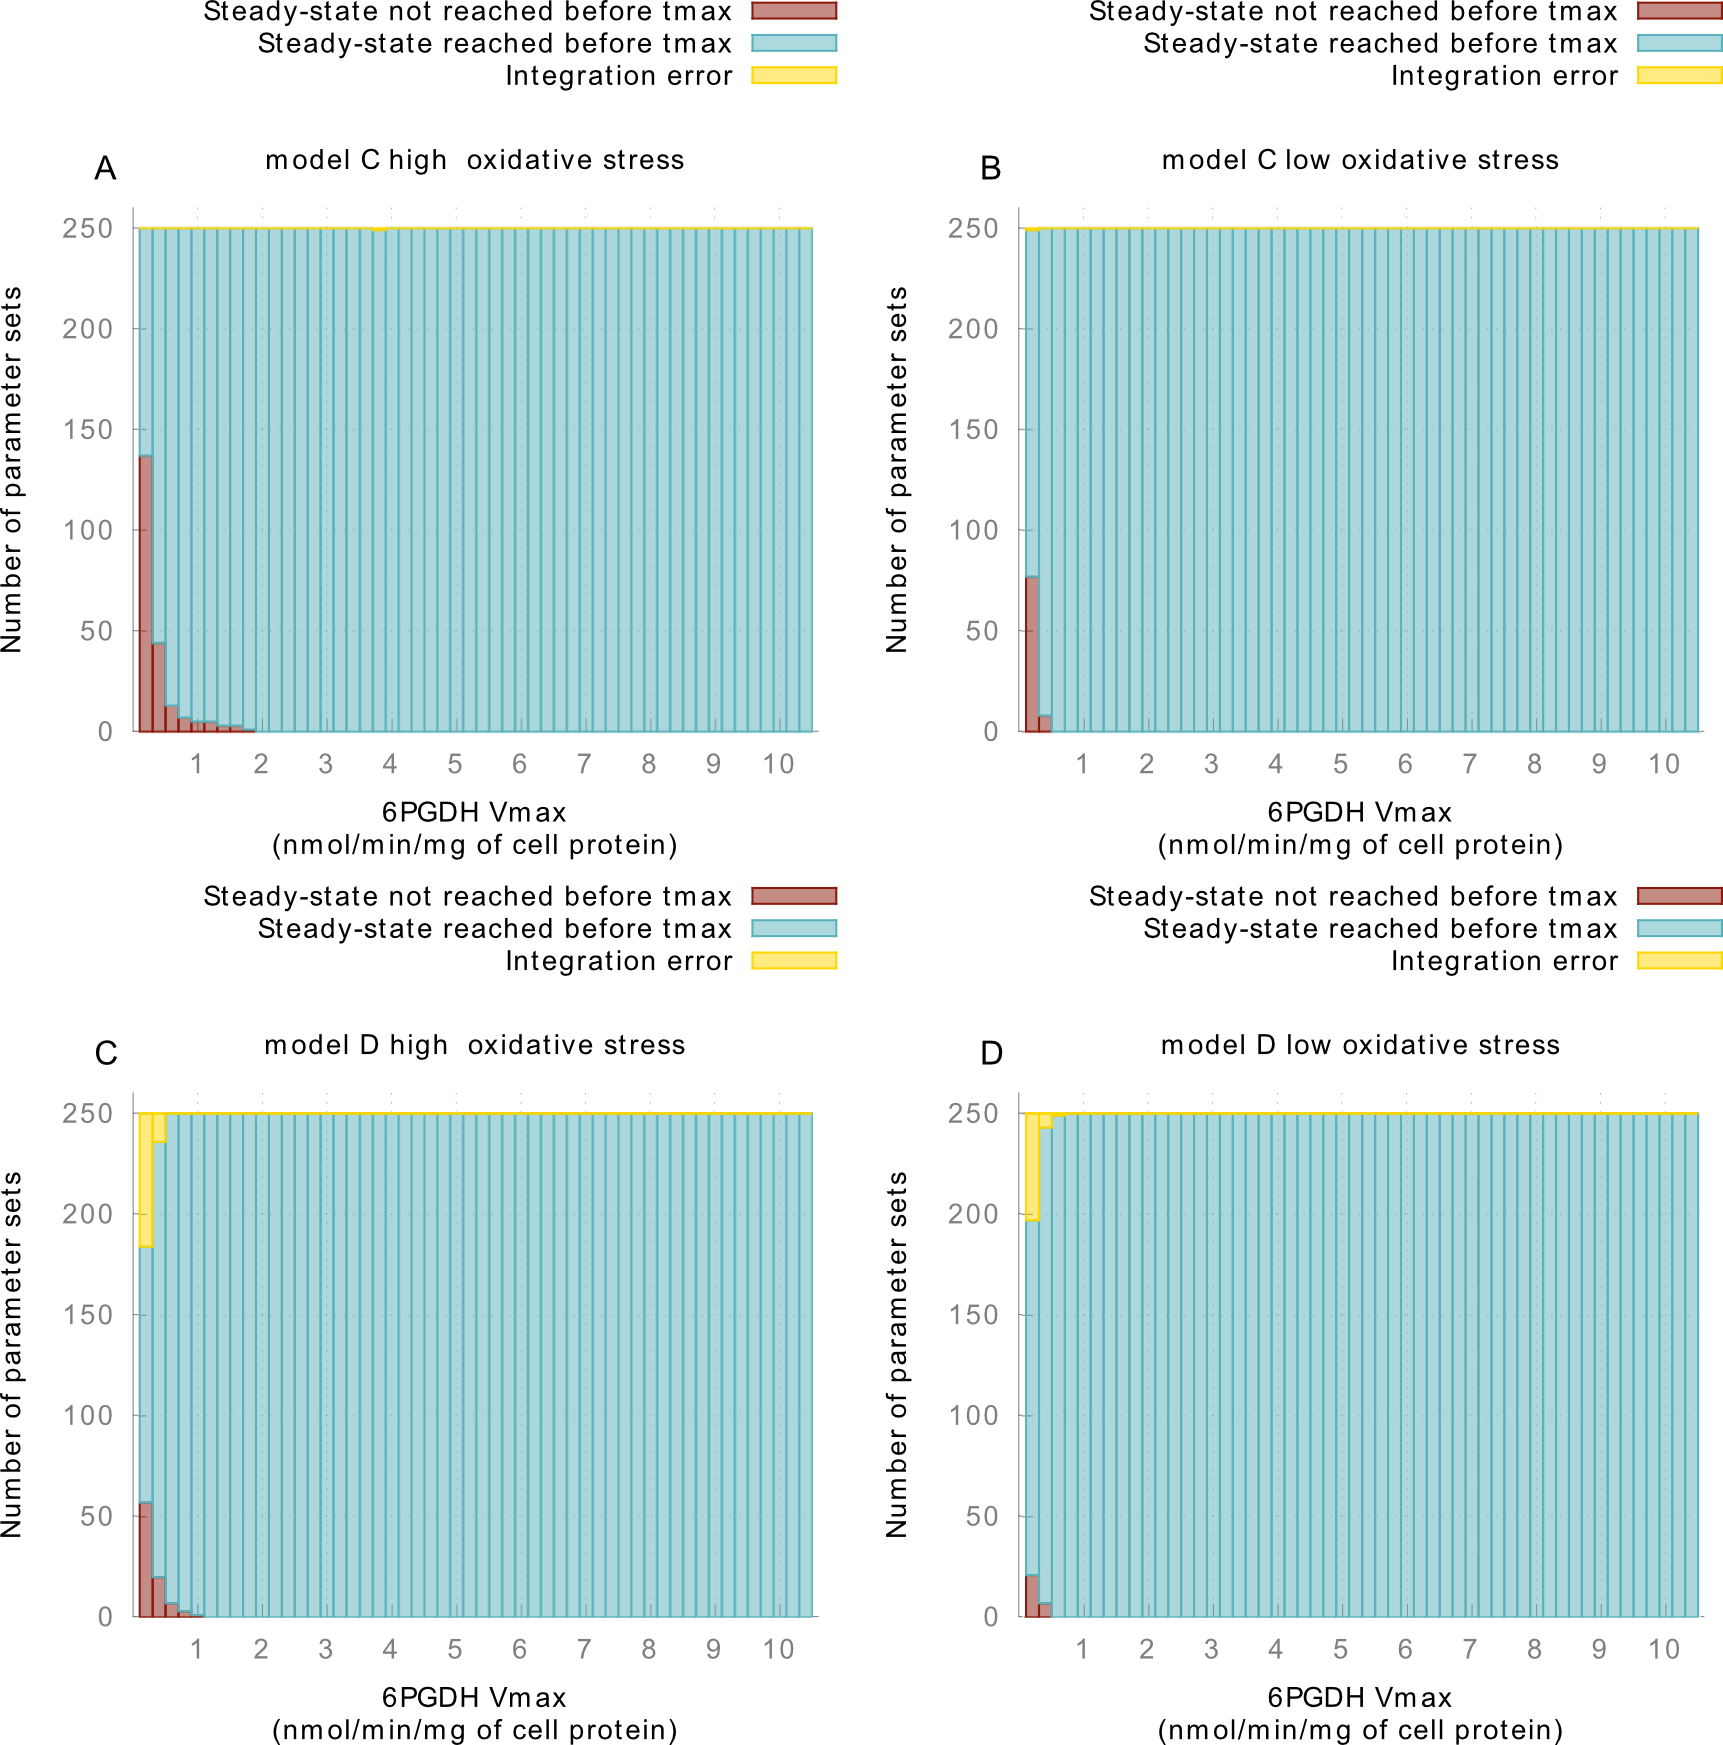 Steady-state not reached before tmax
Steady-state reached before tmax
Integration error
A
model C high  oxidative stress
250
200
150
100
50
0
Number of parameter sets
1 2 3 4 5 6 7 8 9 10
6PGDH Vmax
(nmol/min/mg of cell protein)
Steady-state not reached before tmax
Steady-state reached before tmax
Integration error
B
model C low oxidative stress
250
200
150
100
50
0
Number of parameter sets
1 2 3 4 5 6 7 8 9 10
6PGDH Vmax
(nmol/min/mg of cell protein)
Steady-state not reached before tmax
Steady-state reached before tmax
Integration error
C
model D high  oxidative stress
250
200
150
100
50
0
Number of parameter sets
1 2 3 4 5 6 7 8 9 10
6PGDH Vmax
(nmol/min/mg of cell protein)
Steady-state not reached before tmax
Steady-state reached before tmax
Integration error
D
model D low oxidative stress
250
200
150
100
50
0
Number of parameter sets
1 2 3 4 5 6 7 8 9 10
6PGDH Vmax
(nmol/min/mg of cell protein)